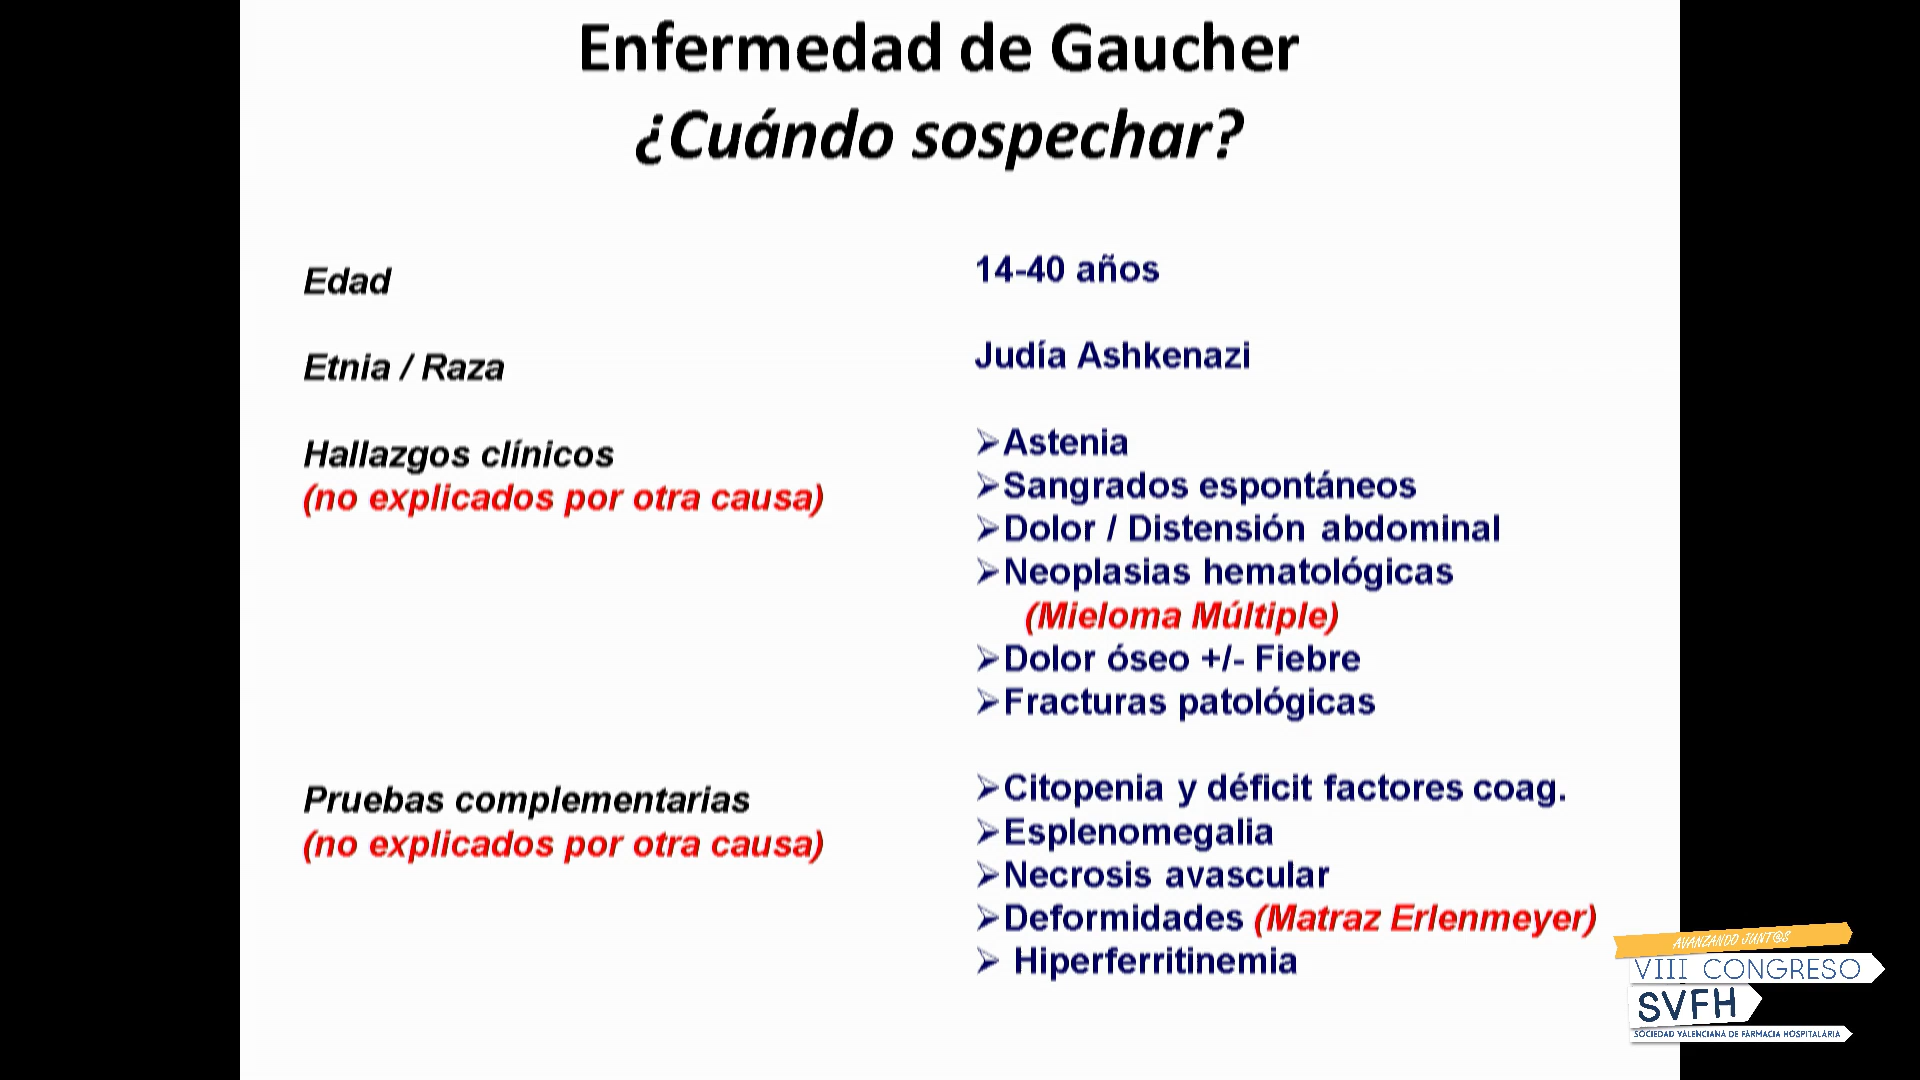 Enfermedad de Gaucher
¿Cuándo sospechar?
Edad
14-40 años
Etnia / Raza
Judía Ashkenazi
Hallazgos clínicos
(no explicados por otra causa)
➢Astenia
➢Sangrados espontáneos
➢Dolor / Distensión abdominal
➢Neoplasias hematológicas
(Mieloma Múltiple)
➢Dolor óseo +/- Fiebre
➢Fracturas patológicas
Pruebas complementarias
(no explicados por otra causa)
➢Citopenia y déficit factores coag.
➢Esplenomegalia
➢Necrosis avascular
➢Deformidades (Matraz Erlenmeyer)
➢ Hiperferritinemia
AVANZANDO JUNT@S
VIII CONGRESO
SVFH
SOCIEDAD VALENCIANA DE FARMACIA HOSPITALARIA